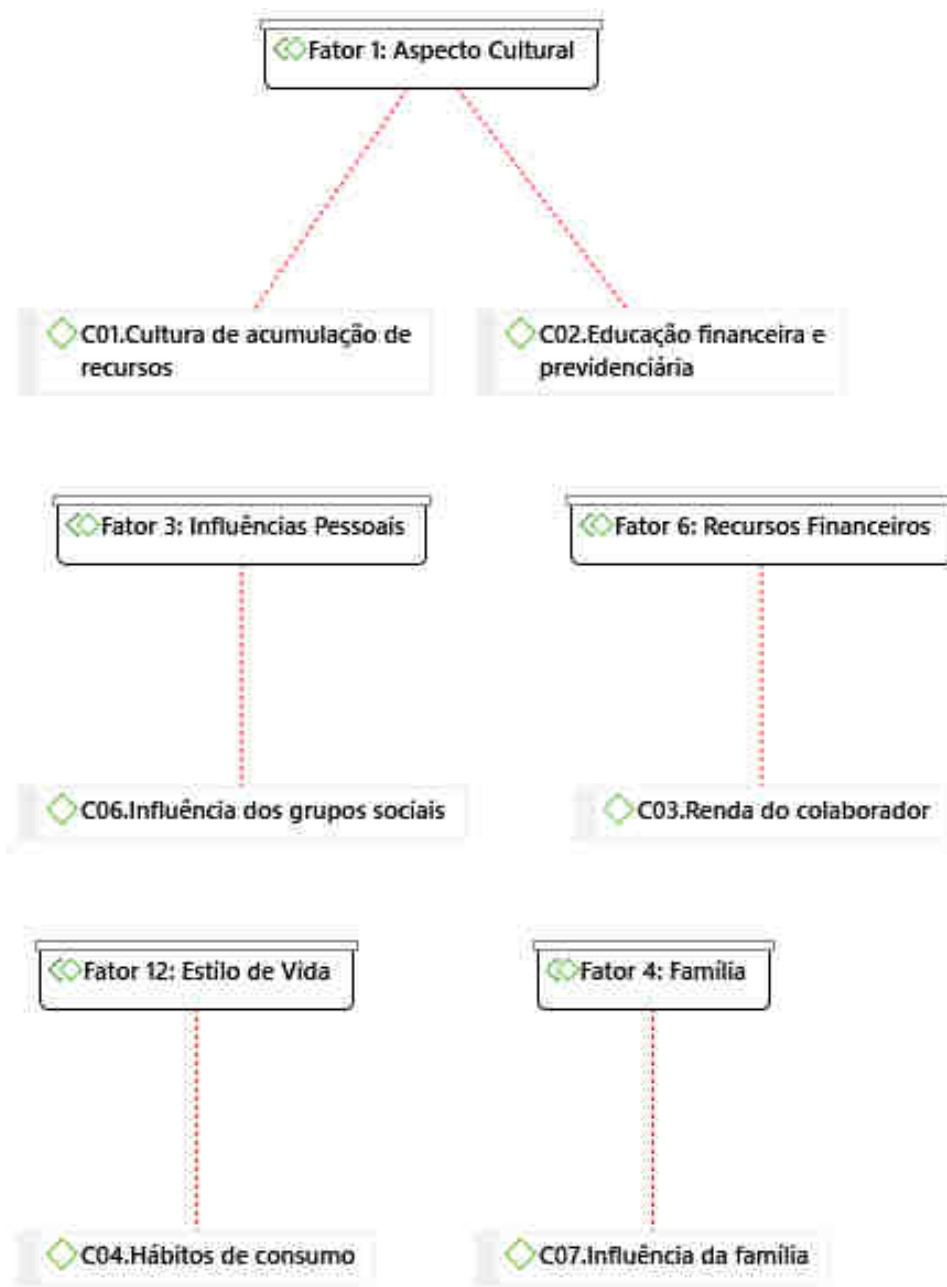 Fator 1: Aspecto Cultural
C01.Cultura de acumulação de
recursos
C02.Educação financeira e
previdenciária
Fator 3: Influências Pessoais
Fator 6: Recursos Financeiros
C06.Influência dos grupos sociais
C03.Renda do colaborador
Fator 12: Estilo de Vida
Fator 4: Família
C04.Hábitos de consumo
C07.Influência da família